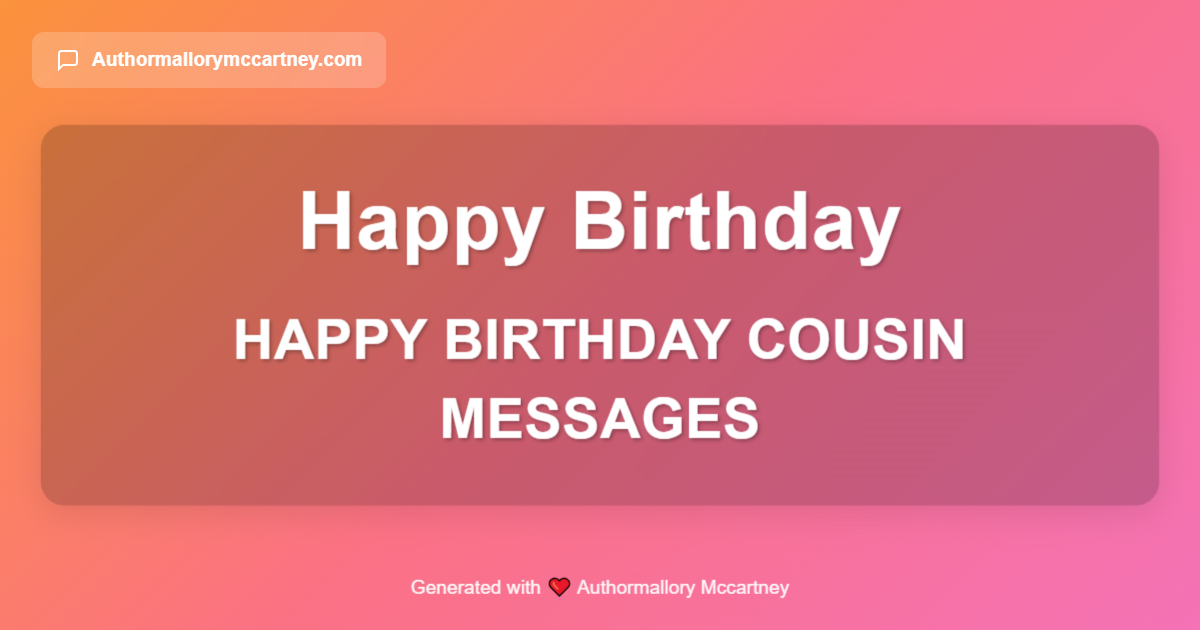 Authormallorymccartney.com
Happy Birthday
HAPPY BIRTHDAY COUSIN
MESSAGES
Generated with ❤️ Authormallory Mccartney